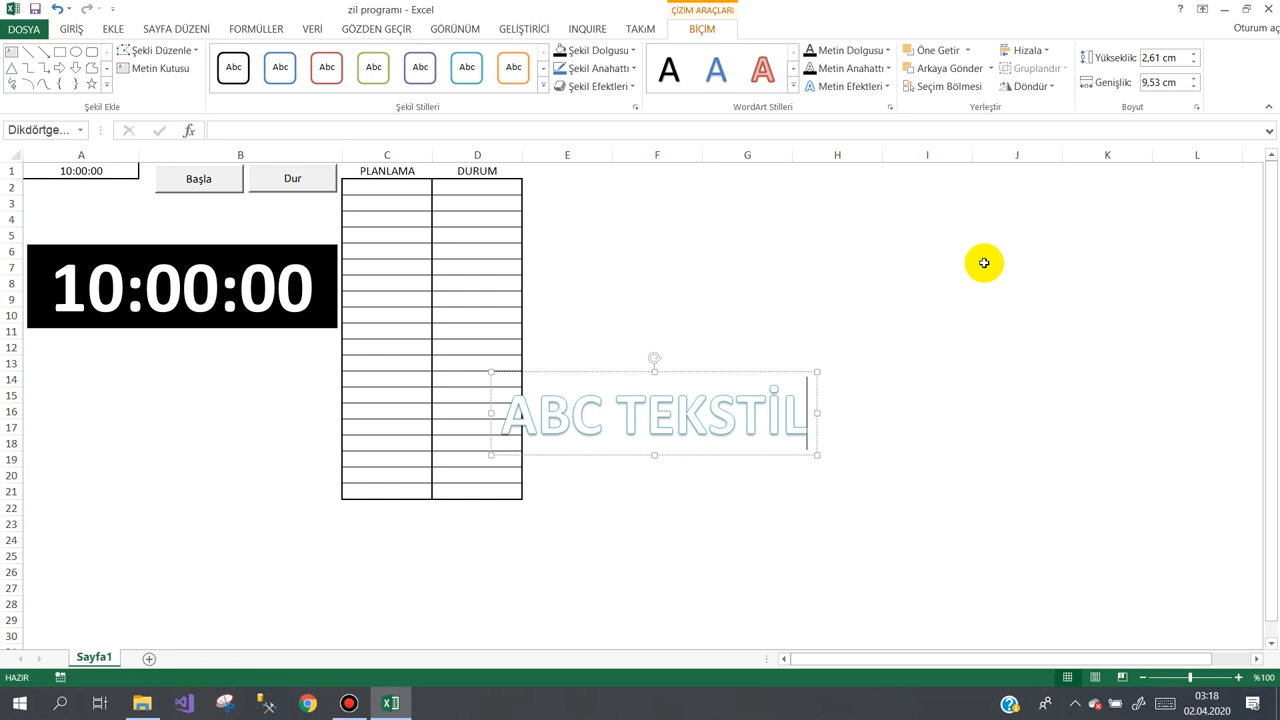 zil programı - Excel
ÇİZİM ARAÇLARI
DOSYA GİRİŞ EKLE SAYFA DÜZENİ FORMÜLLER VERİ GÖZDEN GEÇİR GÖRÜNÜM GELİŞTİRİCİ INQUIRE TAKIM BİÇİM Oturum aç
Şekli Düzenle
Metin Kutusu
Şekil Ekle
Abc Abc Abc Abc Abc Abc Abc
Şekil Dolgusu
Şekil Anahattı
Şekil Efektleri
Şekil Stilleri
A A A
Metin Dolgusu
Metin Anahattı
Metin Efektleri
WordArt Stilleri
Öne Getir
Arkaya Gönder
Seçim Bölmesi
Hizala
Gruplandır
Döndür
Yerleştir
Yükseklik: 2,61 cm
Genişlik: 9,53 cm
Boyut
Dikdörtge... fx
A B C D E F G H I J K L
1 10:00:00 Başla Dur PLANLAMA DURUM
2
3
4
5
6
7
8
9
10
11
12
13
14
15
16
17
18
19
20
21
22
23
24
25
26
27
28
29
30
10:00:00
ABC TEKSTİL
Sayfa1
HAZIR %100
03:18
02.04.2020